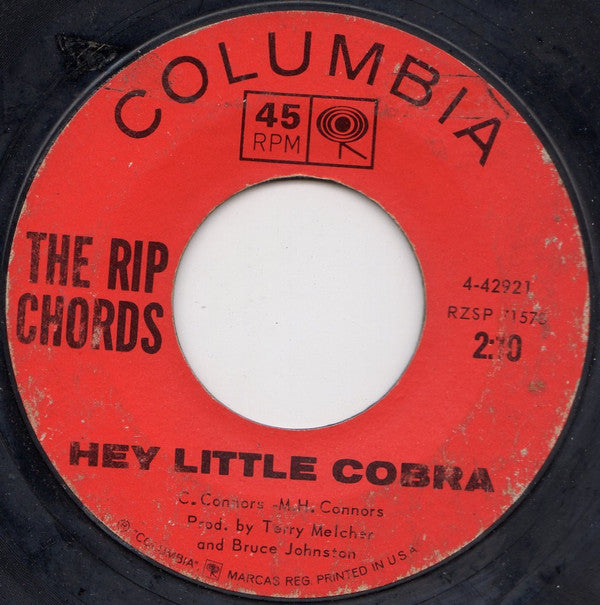 COLUMBIA
45
RPM
THE RIP
CHORDS
4-42921
RZSP
HEY LITTLE COBRA
C. Connors -M.H. Connors
Prod. by Terry Melcher
and Bruce Johnston
℗ "COLUMBIA", MARCAS REG. PRINTED IN U.S.A.